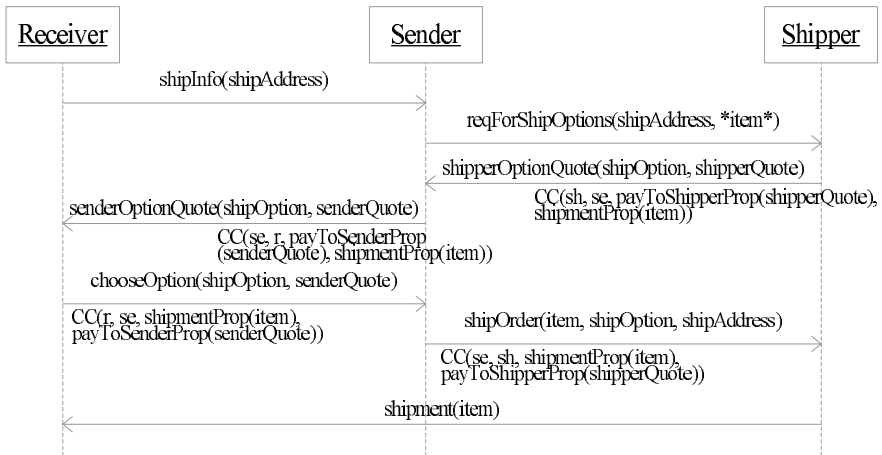 Receiver
Sender
Shipper
shipInfo(shipAddress)
reqForShipOptions(shipAddress, *item*)
shipperOptionQuote(shipOption, shipperQuote)
CC(sh, se, payToShipperProp(shipperQuote),
shipmentProp(item))
senderOptionQuote(shipOption, senderQuote)
CC(se, r, payToSenderProp
(senderQuote), shipmentProp(item))
chooseOption(shipOption, senderQuote)
CC(r, se, shipmentProp(item),
payToSenderProp(senderQuote))
shipOrder(item, shipOption, shipAddress)
CC(se, sh, shipmentProp(item),
payToShipperProp(shipperQuote))
shipment(item)